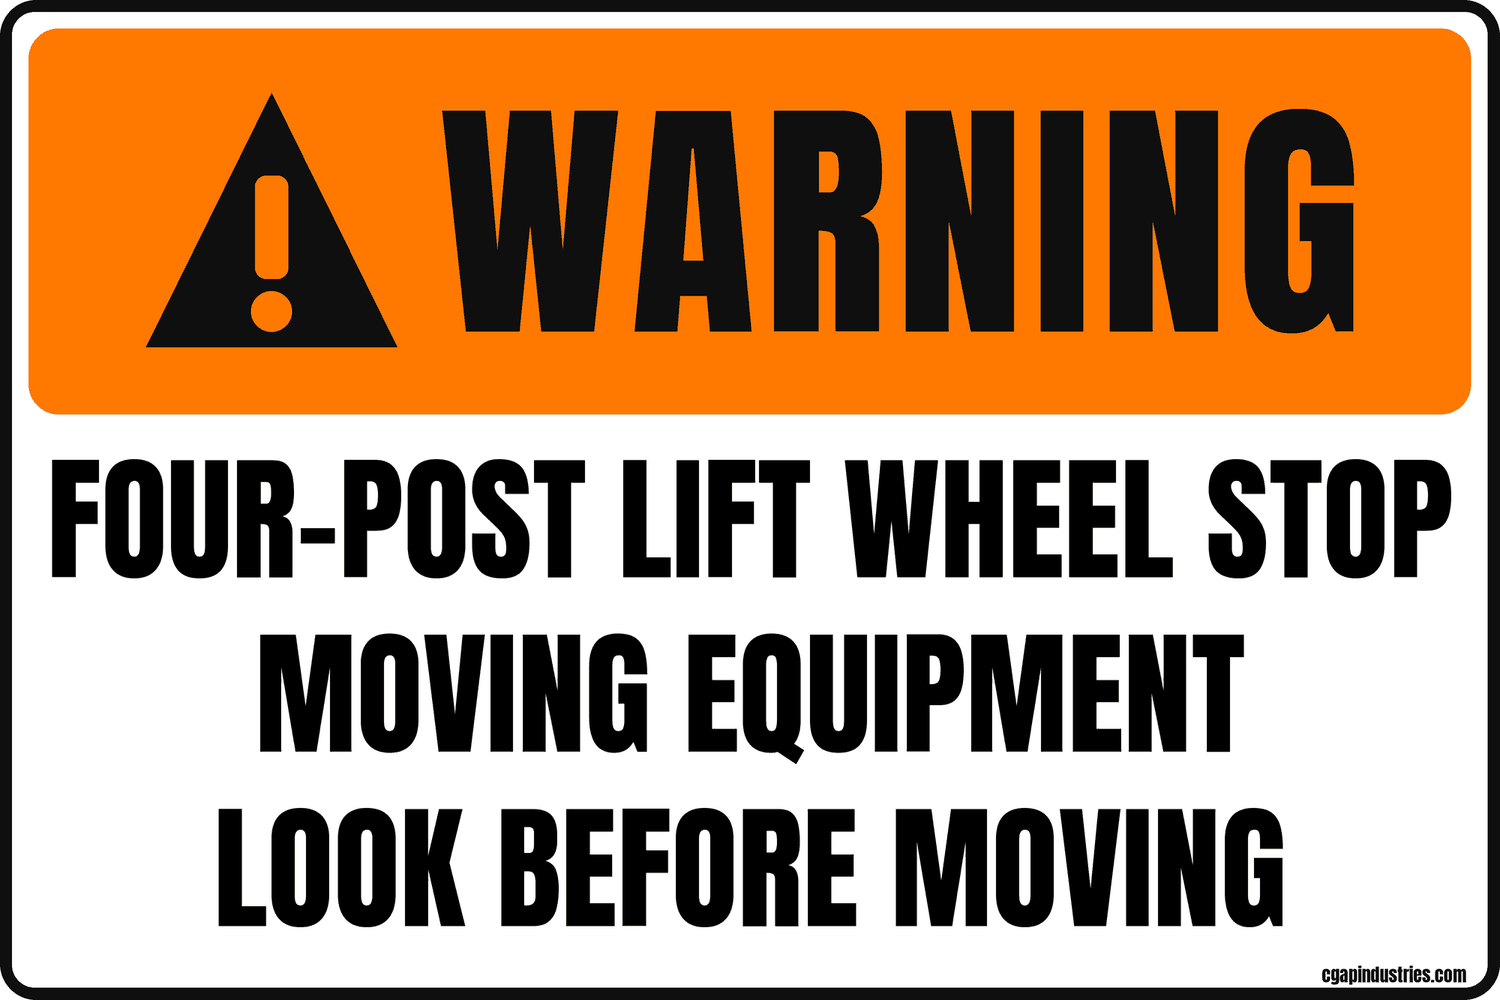 WARNING
FOUR-POST LIFT WHEEL STOP
MOVING EQUIPMENT
LOOK BEFORE MOVING
cgapindustries.com